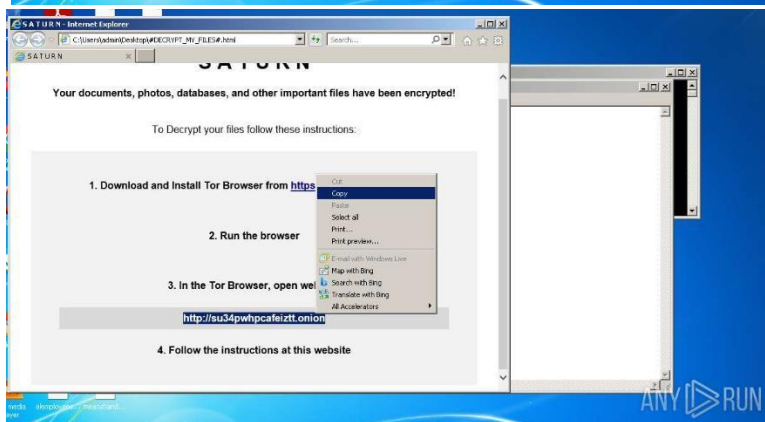 SATURN - Internet Explorer
C:\Users\admin\Desktop\#DECRYPT_MY_FILES#.html
Search...
SATURN
SATURN
Your documents, photos, databases, and other important files have been encrypted!
To Decrypt your files follow these instructions:
1. Download and Install Tor Browser from https
Cut
Copy
Paste
Select all
Print...
Print preview...
2. Run the browser
E-mail with Windows Live
Map with Bing
Search with Bing
Translate with Bing
All Accelerators
3. In the Tor Browser, open we
http://su34pwhpcafeiztt.onion
4. Follow the instructions at this website
media
ANY RUN